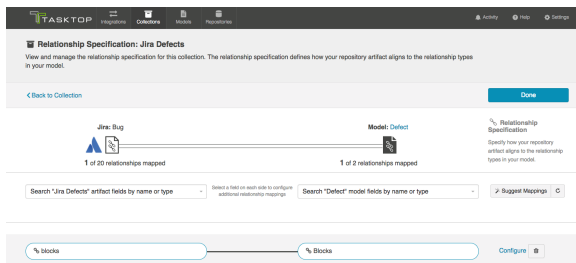 TASKTOP
Integrations
Collections
Models
Repositories
Activity
Help
Settings
Relationship Specification: Jira Defects
View and manage the relationship specification for this collection. The relationship specification defines how your repository artifact aligns to the relationship types
in your model.
Back to Collection
Done
Jira: Bug
Model: Defect
1 of 20 relationships mapped
1 of 2 relationships mapped
Relationship
Specification
Specify how your repository
artifact aligns to the relationship
types in your model.
Search "Jira Defects" artifact fields by name or type
Select a field on each side to configure
additional relationship mappings
Search "Defect" model fields by name or type
Suggest Mappings
blocks
Blocks
Configure